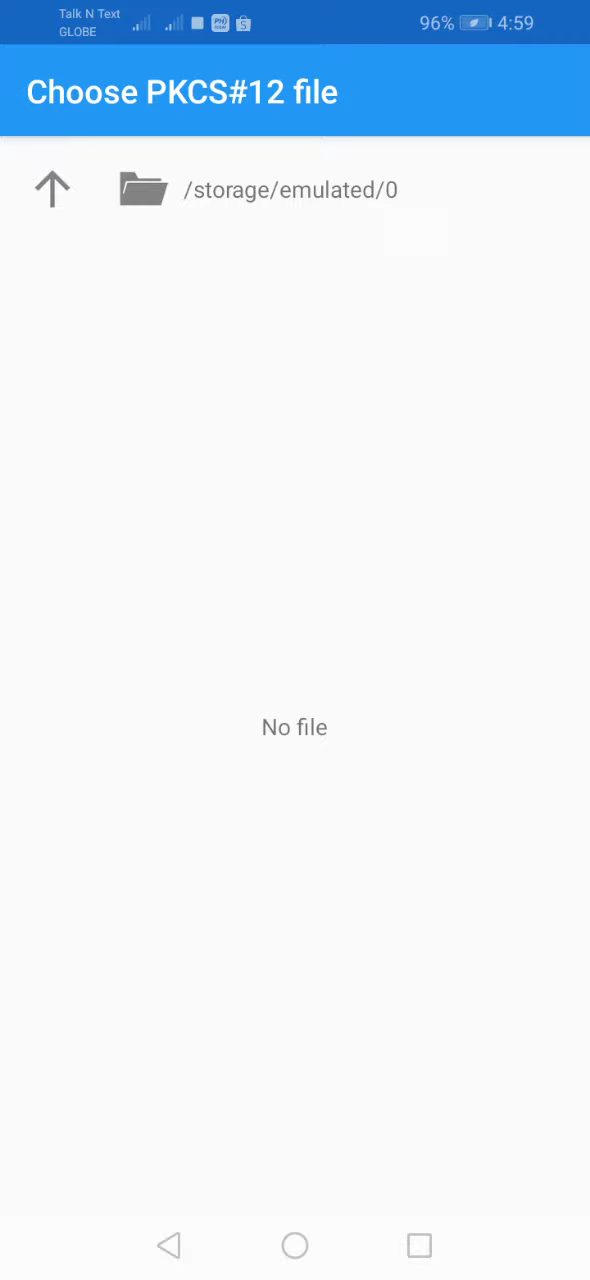 Talk N Text
GLOBE
96% 4:59
Choose PKCS#12 file
/storage/emulated/0
No file